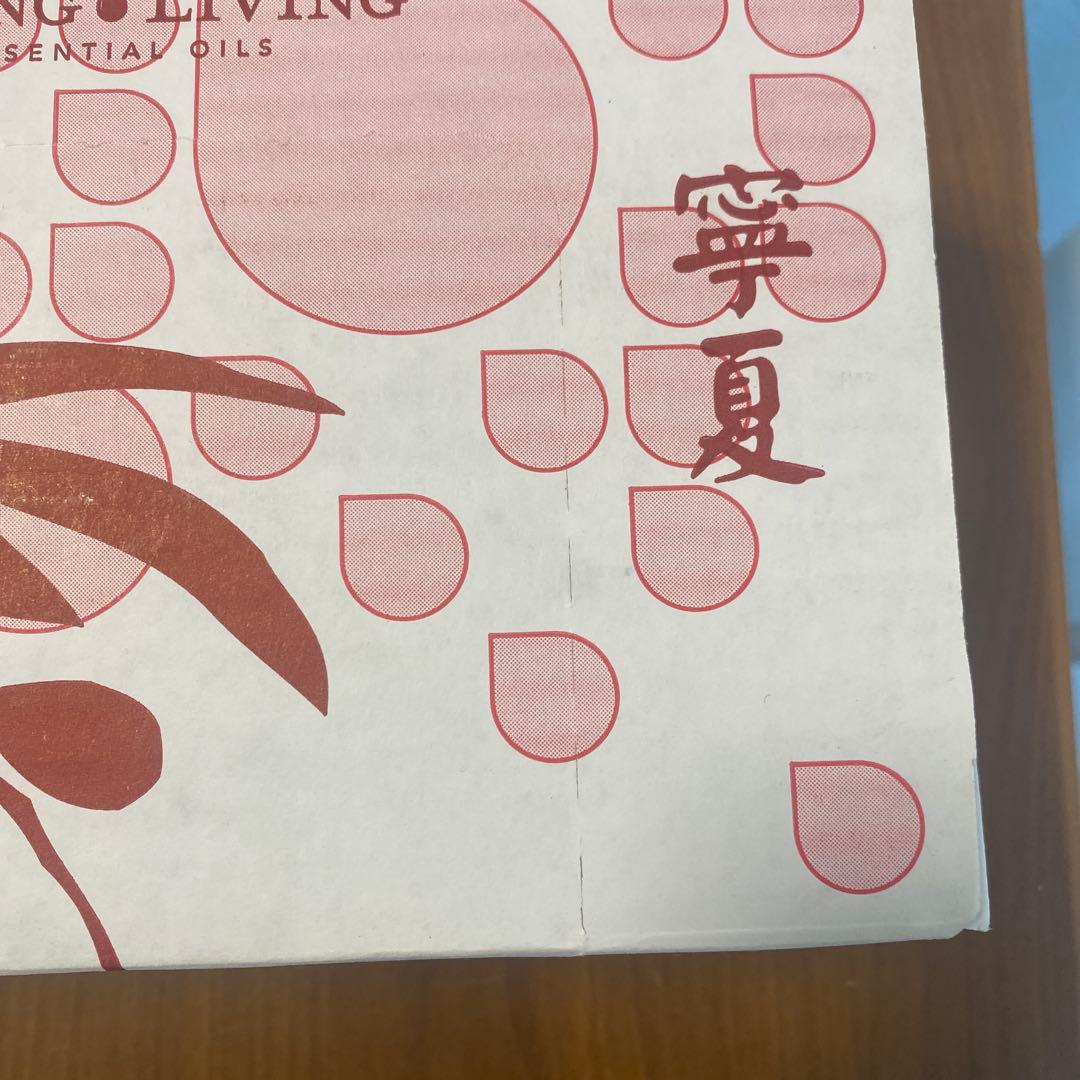 NG LIVING
SENTIAL OILS
寧夏